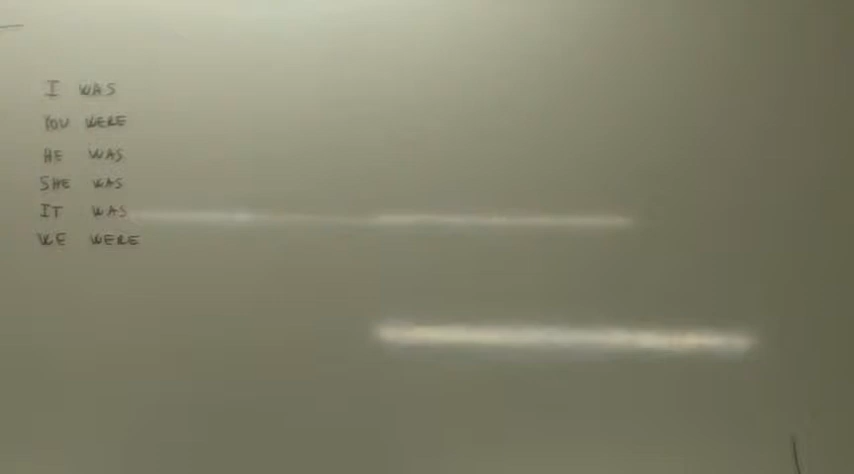 I WAS
YOU WERE
HE WAS
SHE WAS
IT WAS
WE WERE